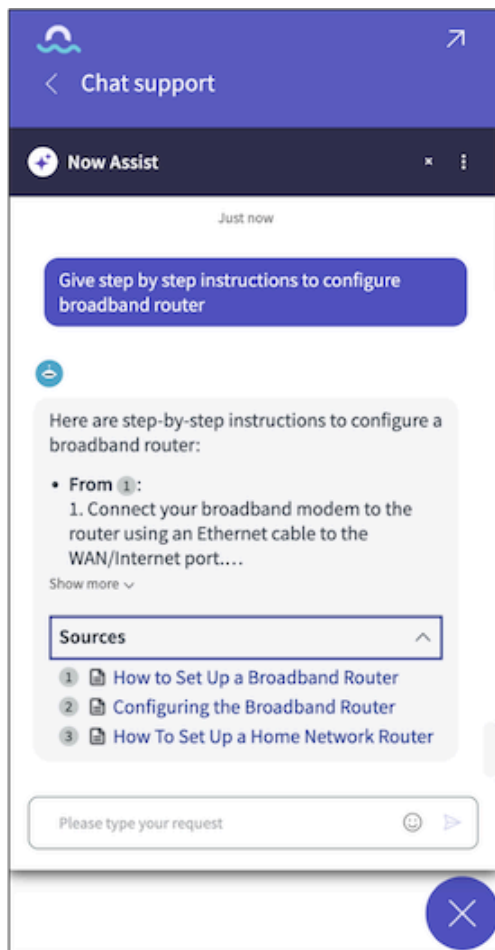 Chat support
Now Assist
Just now
Give step by step instructions to configure
broadband router
Here are step-by-step instructions to configure a
broadband router:
• From 1:
1. Connect your broadband modem to the
router using an Ethernet cable to the
WAN/Internet port....
Show more
Sources
1 How to Set Up a Broadband Router
2 Configuring the Broadband Router
3 How To Set Up a Home Network Router
Please type your request